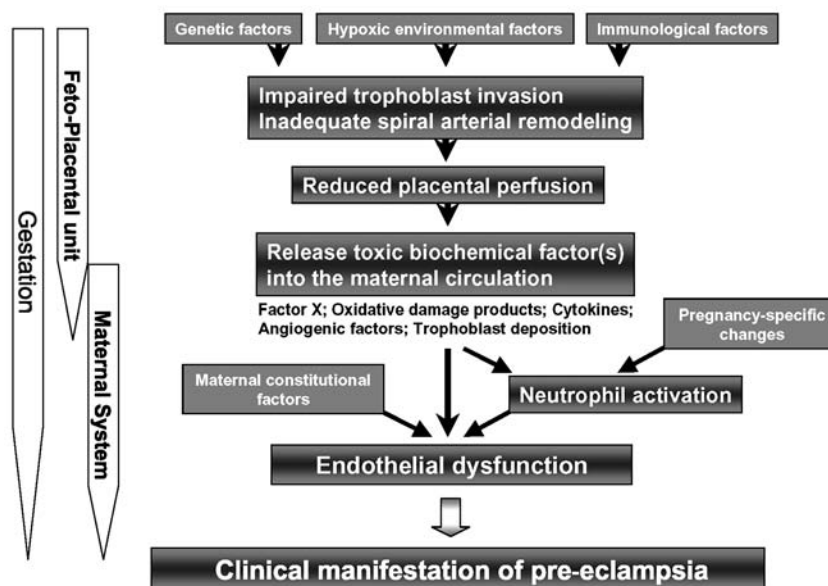 Genetic factors
Hypoxic environmental factors
Immunological factors
Impaired trophoblast invasion
Inadequate spiral arterial remodeling
Reduced placental perfusion
Release toxic biochemical factor(s)
into the maternal circulation
Factor X; Oxidative damage products; Cytokines;
Angiogenic factors; Trophoblast deposition
Pregnancy-specific
changes
Maternal constitutional
factors
Neutrophil activation
Endothelial dysfunction
Clinical manifestation of pre-eclampsia
Gestation
Feto-Placental unit
Maternal System